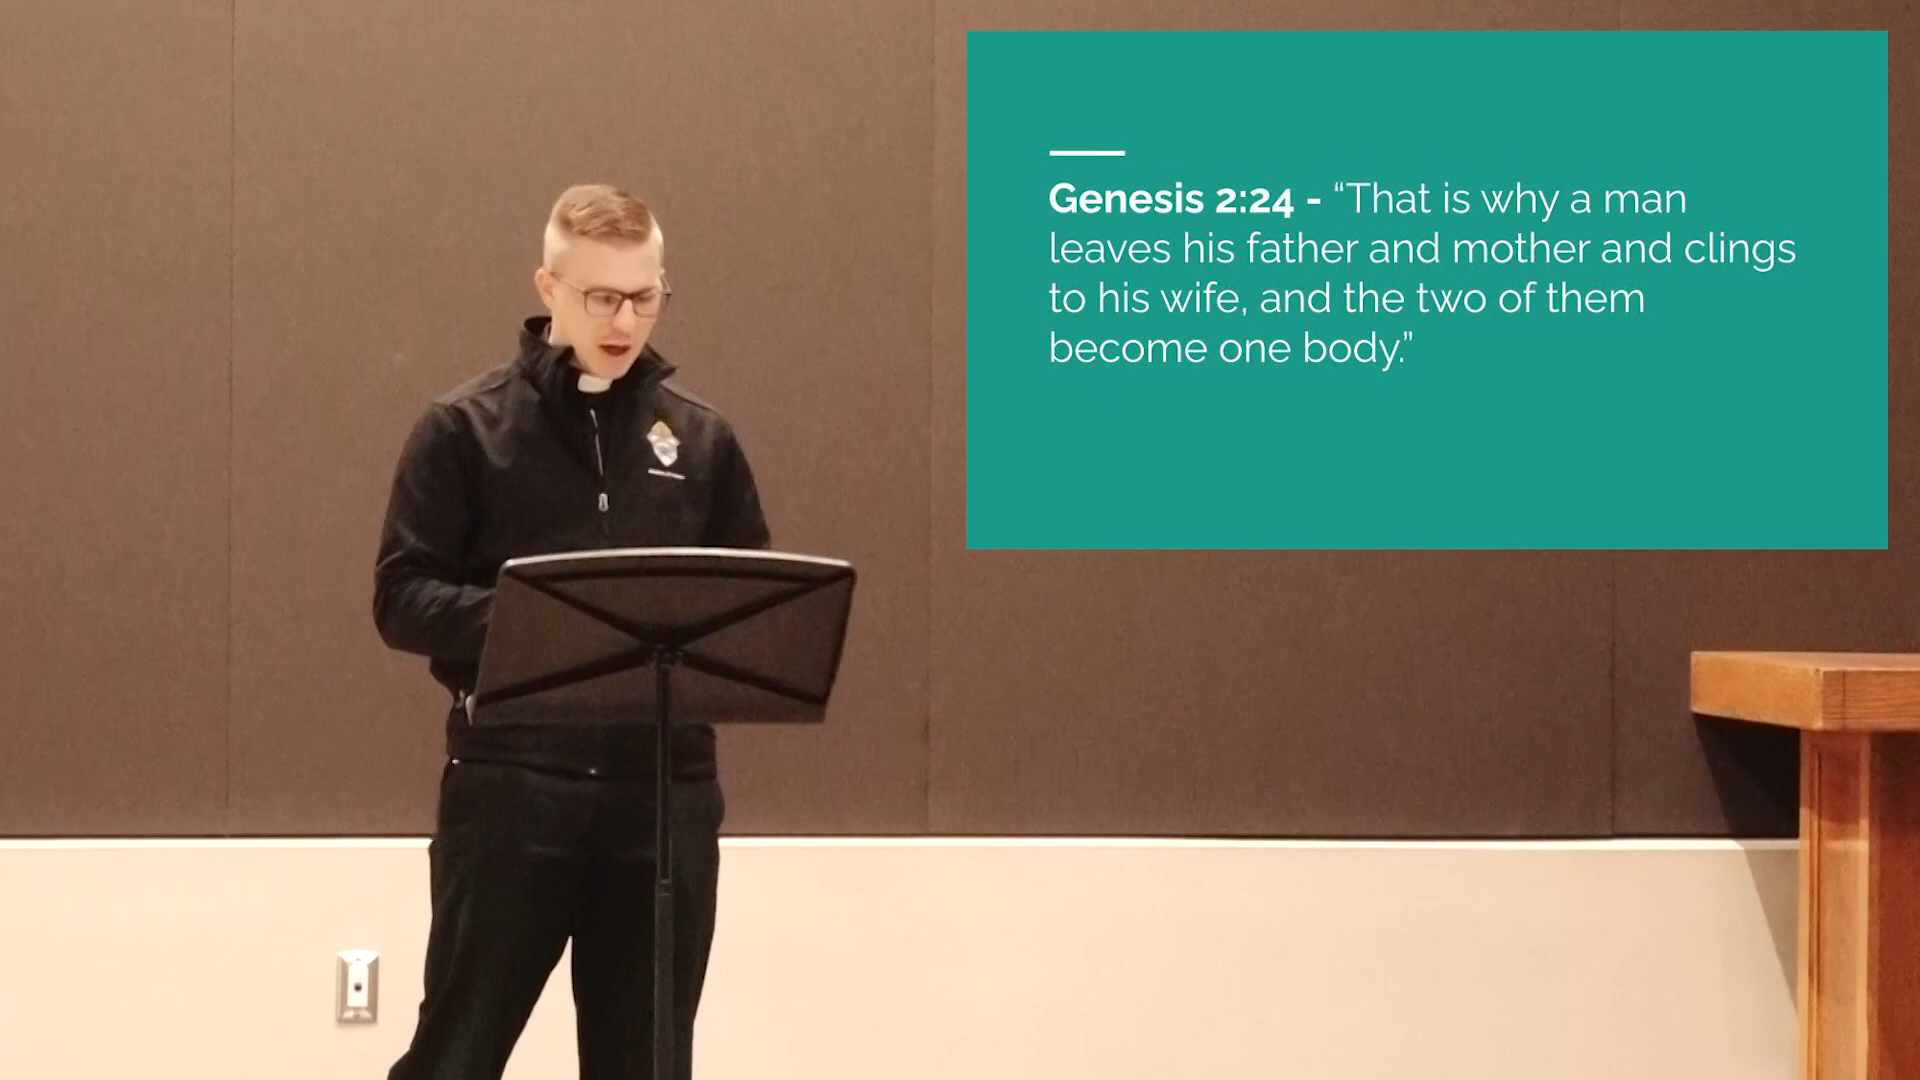 Genesis 2:24 - “That is why a man
leaves his father and mother and clings
to his wife, and the two of them
become one body.”